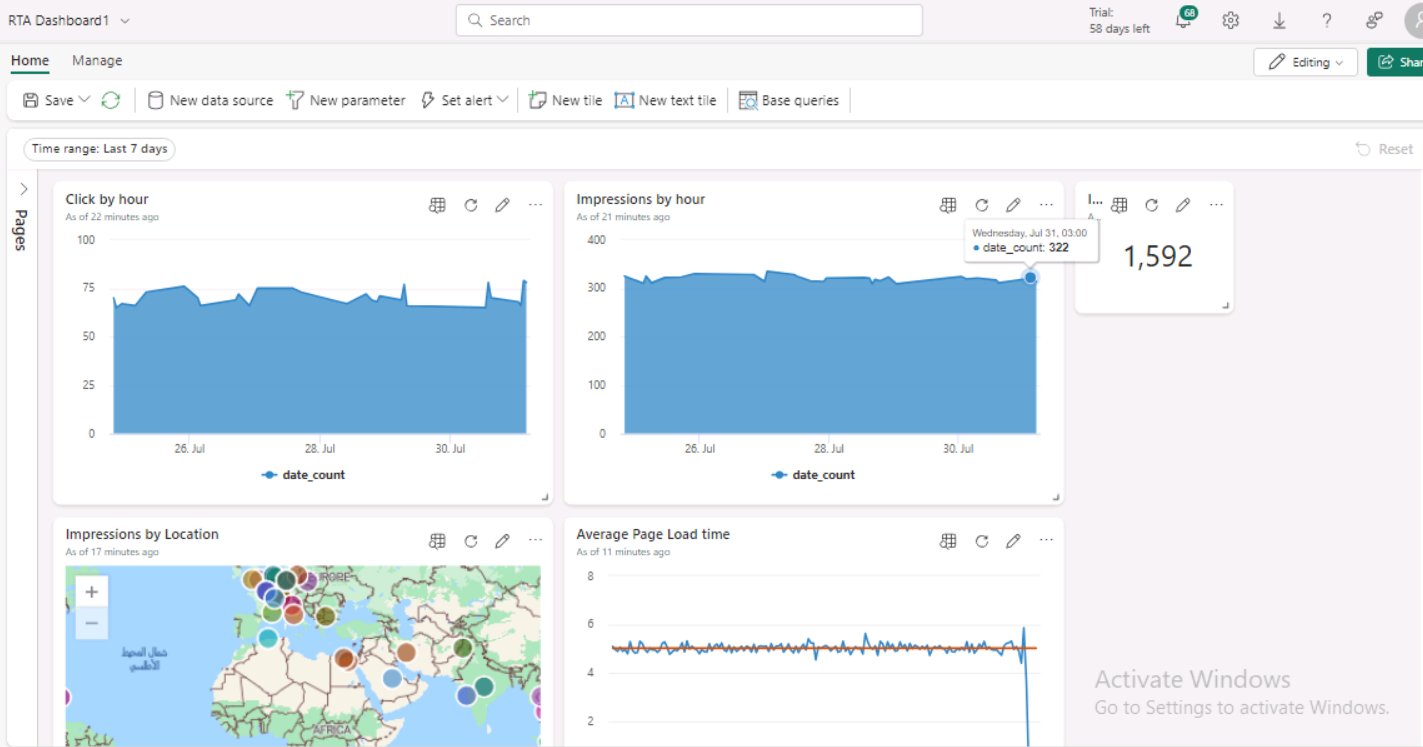 RTA Dashboard1
Search
Trial:
58 days left
68
Home
Manage
Editing
Shar
Save
New data source
New parameter
Set alert
New tile
New text tile
Base queries
Time range: Last 7 days
Reset
Pages
Click by hour
As of 22 minutes ago
100
75
50
25
0
26. Jul
28. Jul
30. Jul
date_count
Impressions by hour
As of 21 minutes ago
Wednesday, Jul 31, 03:00
date_count: 322
400
300
200
100
0
26. Jul
28. Jul
30. Jul
date_count
I...
A...
1,592
Impressions by Location
As of 17 minutes ago
+
−
ROPE
شمال المحيط
الأطلسي
AFRICA
Average Page Load time
As of 11 minutes ago
8
6
4
2
Activate Windows
Go to Settings to activate Windows.